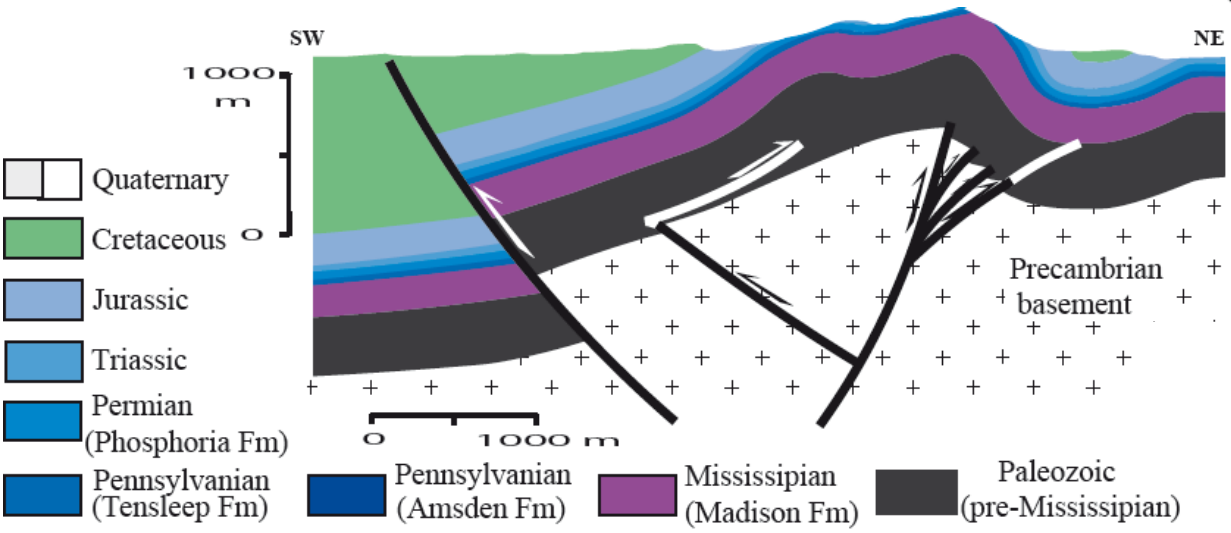 SW
NE
1000
m
0
Quaternary
Cretaceous
Jurassic
Triassic
Permian
(Phosphoria Fm)
Pennsylvanian
(Tensleep Fm)
Precambrian
basement
0 1000 m
Pennsylvanian
(Amsden Fm)
Mississipian
(Madison Fm)
Paleozoic
(pre-Mississipian)